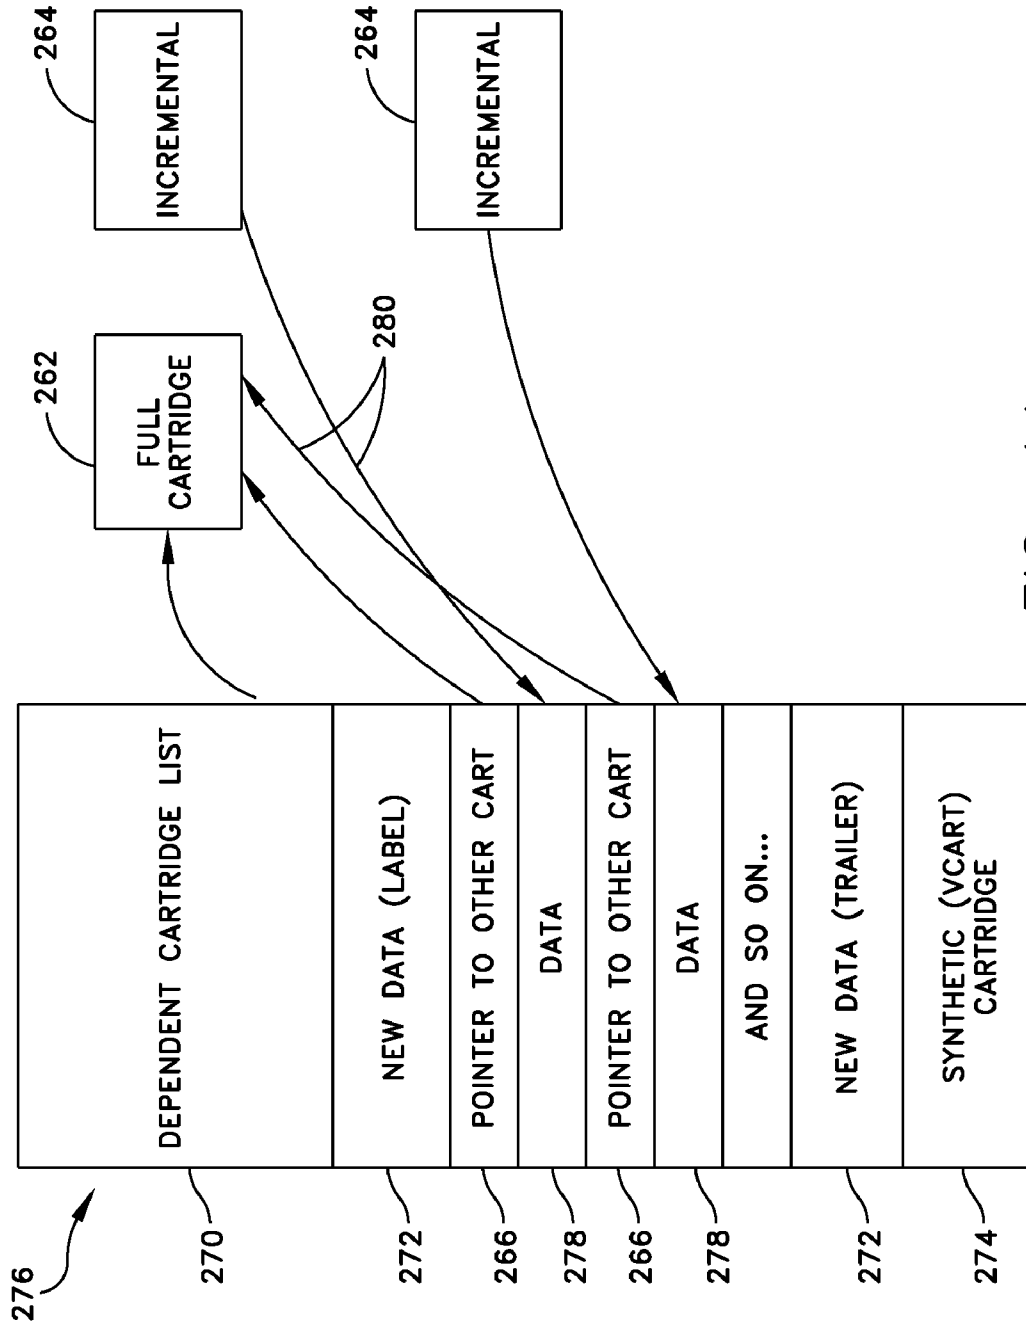 276
270
DEPENDENT CARTRIDGE LIST
262
FULL
CARTRIDGE
264
INCREMENTAL
272
NEW DATA (LABEL)
280
264
INCREMENTAL
266
POINTER TO OTHER CART
278
DATA
266
POINTER TO OTHER CART
278
DATA
AND SO ON...
272
NEW DATA (TRAILER)
274
SYNTHETIC (VCART)
CARTRIDGE